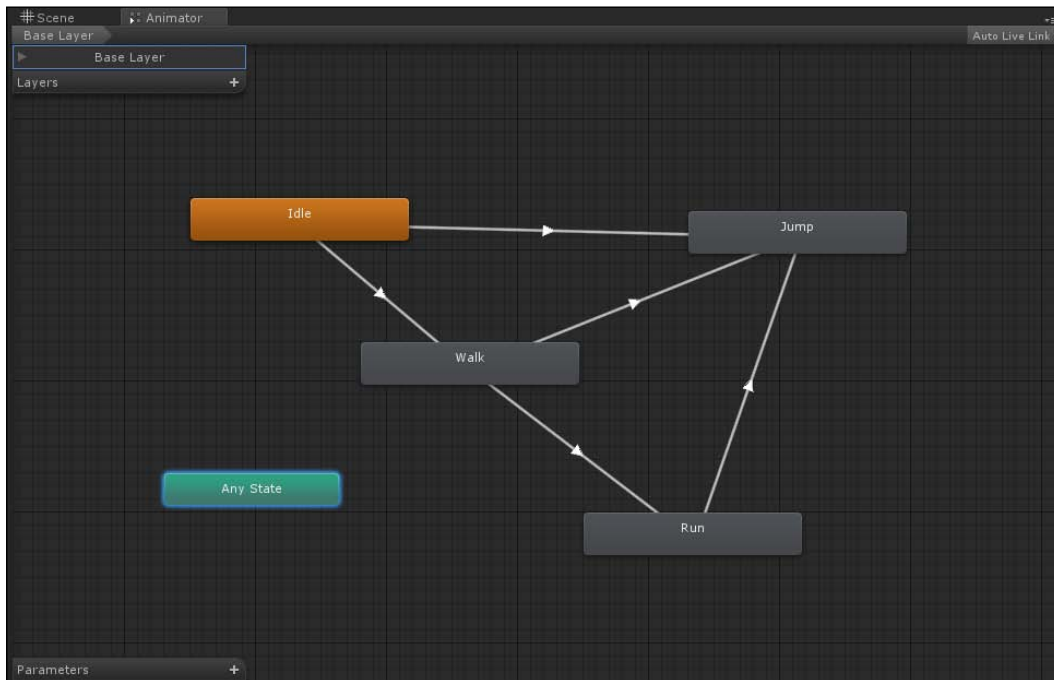 Scene
Animator
Base Layer
Auto Live Link
Base Layer
Layers +
Idle
Jump
Walk
Any State
Run
Parameters +